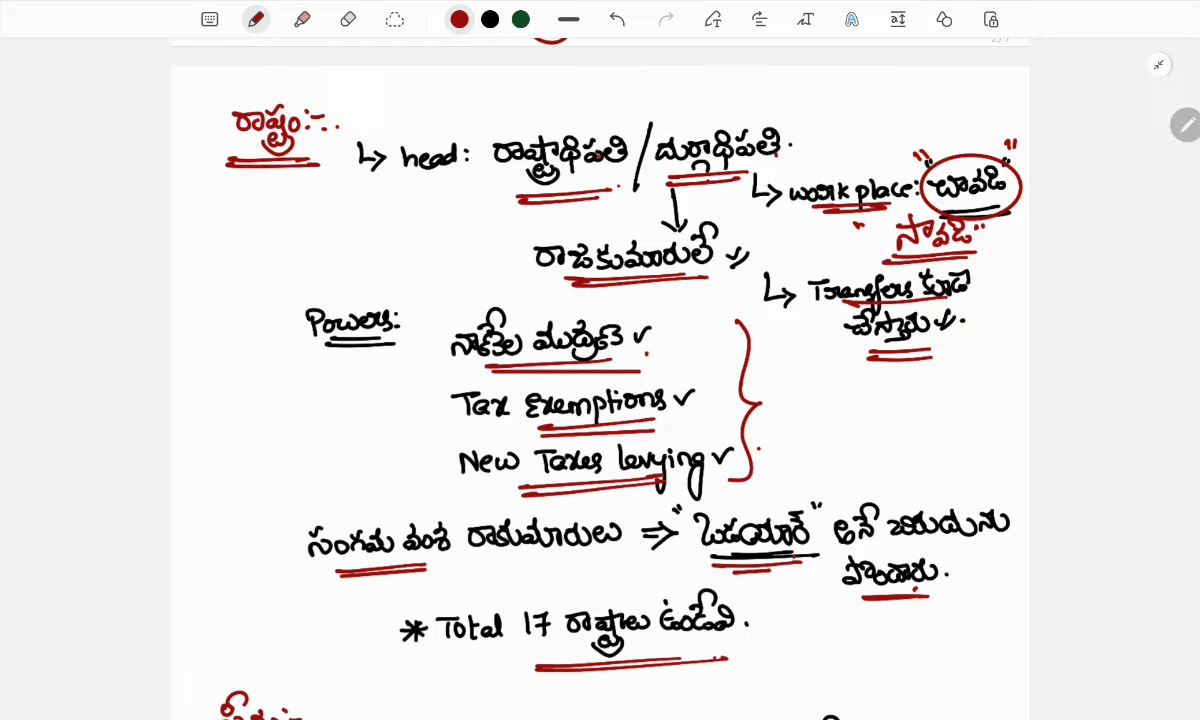 రాష్ట్రం:-
↳ head: రాష్ట్రాధిపతి / దుర్గాధిపతి.
↳ work place: "చావడి"
"సావడి"
రాజకుమారులే
↳ Transfers కూడా
చేస్తారు.
Powers:
నాణేల ముద్రణ ✓
Tax Exemptions ✓
New Taxes levying ✓
సంగమ వంశ రాకుమారులు => "ఒడయార్" అనే బిరుదును
పొందారు.
* Total 17 రాష్ట్రాలు ఉండేవి.